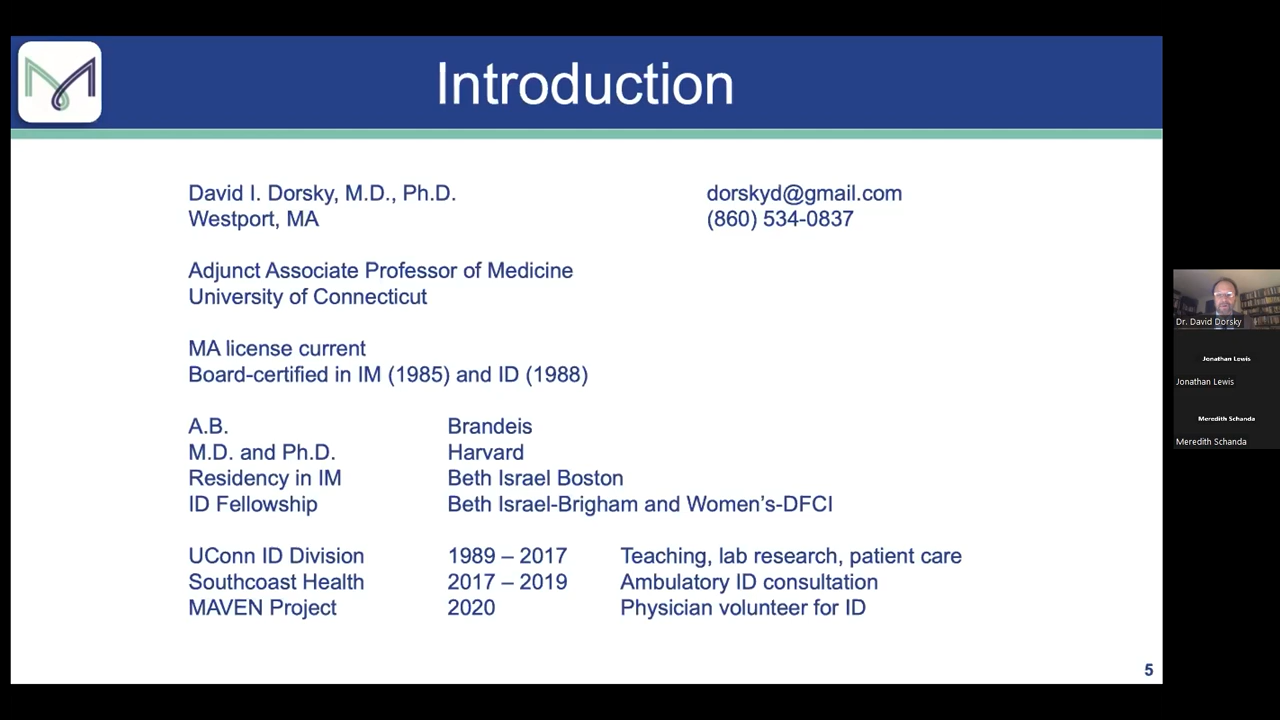 Introduction
David I. Dorsky, M.D., Ph.D. dorskyd@gmail.com
Westport, MA (860) 534-0837
Adjunct Associate Professor of Medicine
University of Connecticut
MA license current
Board-certified in IM (1985) and ID (1988)
A.B. Brandeis
M.D. and Ph.D. Harvard
Residency in IM Beth Israel Boston
ID Fellowship Beth Israel-Brigham and Women's-DFCI
UConn ID Division 1989 – 2017 Teaching, lab research, patient care
Southcoast Health 2017 – 2019 Ambulatory ID consultation
MAVEN Project 2020 Physician volunteer for ID
5
Dr. David Dorsky
Jonathan Lewis
Jonathan Lewis
Meredith Schanda
Meredith Schanda